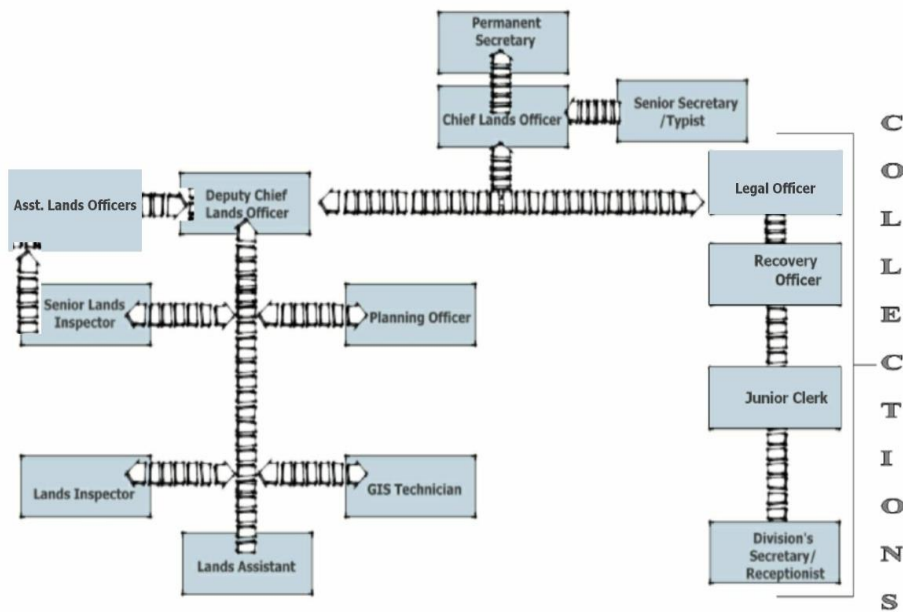 Permanent
Secretary
Chief Lands Officer
Senior Secretary
/Typist
Asst. Lands Officers
Deputy Chief
Lands Officer
Legal Officer
Recovery
Officer
Senior Lands
Inspector
Planning Officer
Junior Clerk
Lands Inspector
GIS Technician
Lands Assistant
Division's
Secretary/
Receptionist
C
O
L
L
E
C
T
I
O
N
S